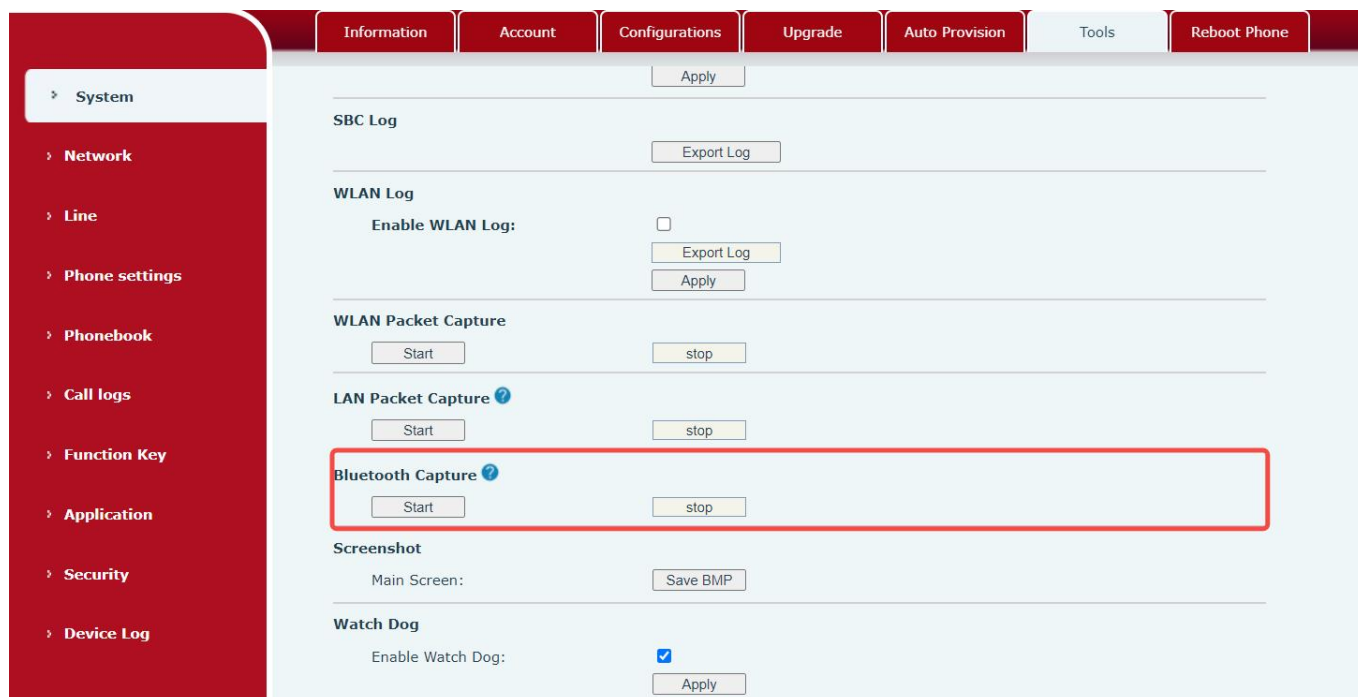 Information Account Configurations Upgrade Auto Provision Tools Reboot Phone
System
Network
Line
Phone settings
Phonebook
Call logs
Function Key
Application
Security
Device Log
Apply
SBC Log
Export Log
WLAN Log
Enable WLAN Log:
Export Log
Apply
WLAN Packet Capture
Start stop
LAN Packet Capture ?
Start stop
Bluetooth Capture ?
Start stop
Screenshot
Main Screen: Save BMP
Watch Dog
Enable Watch Dog:
Apply